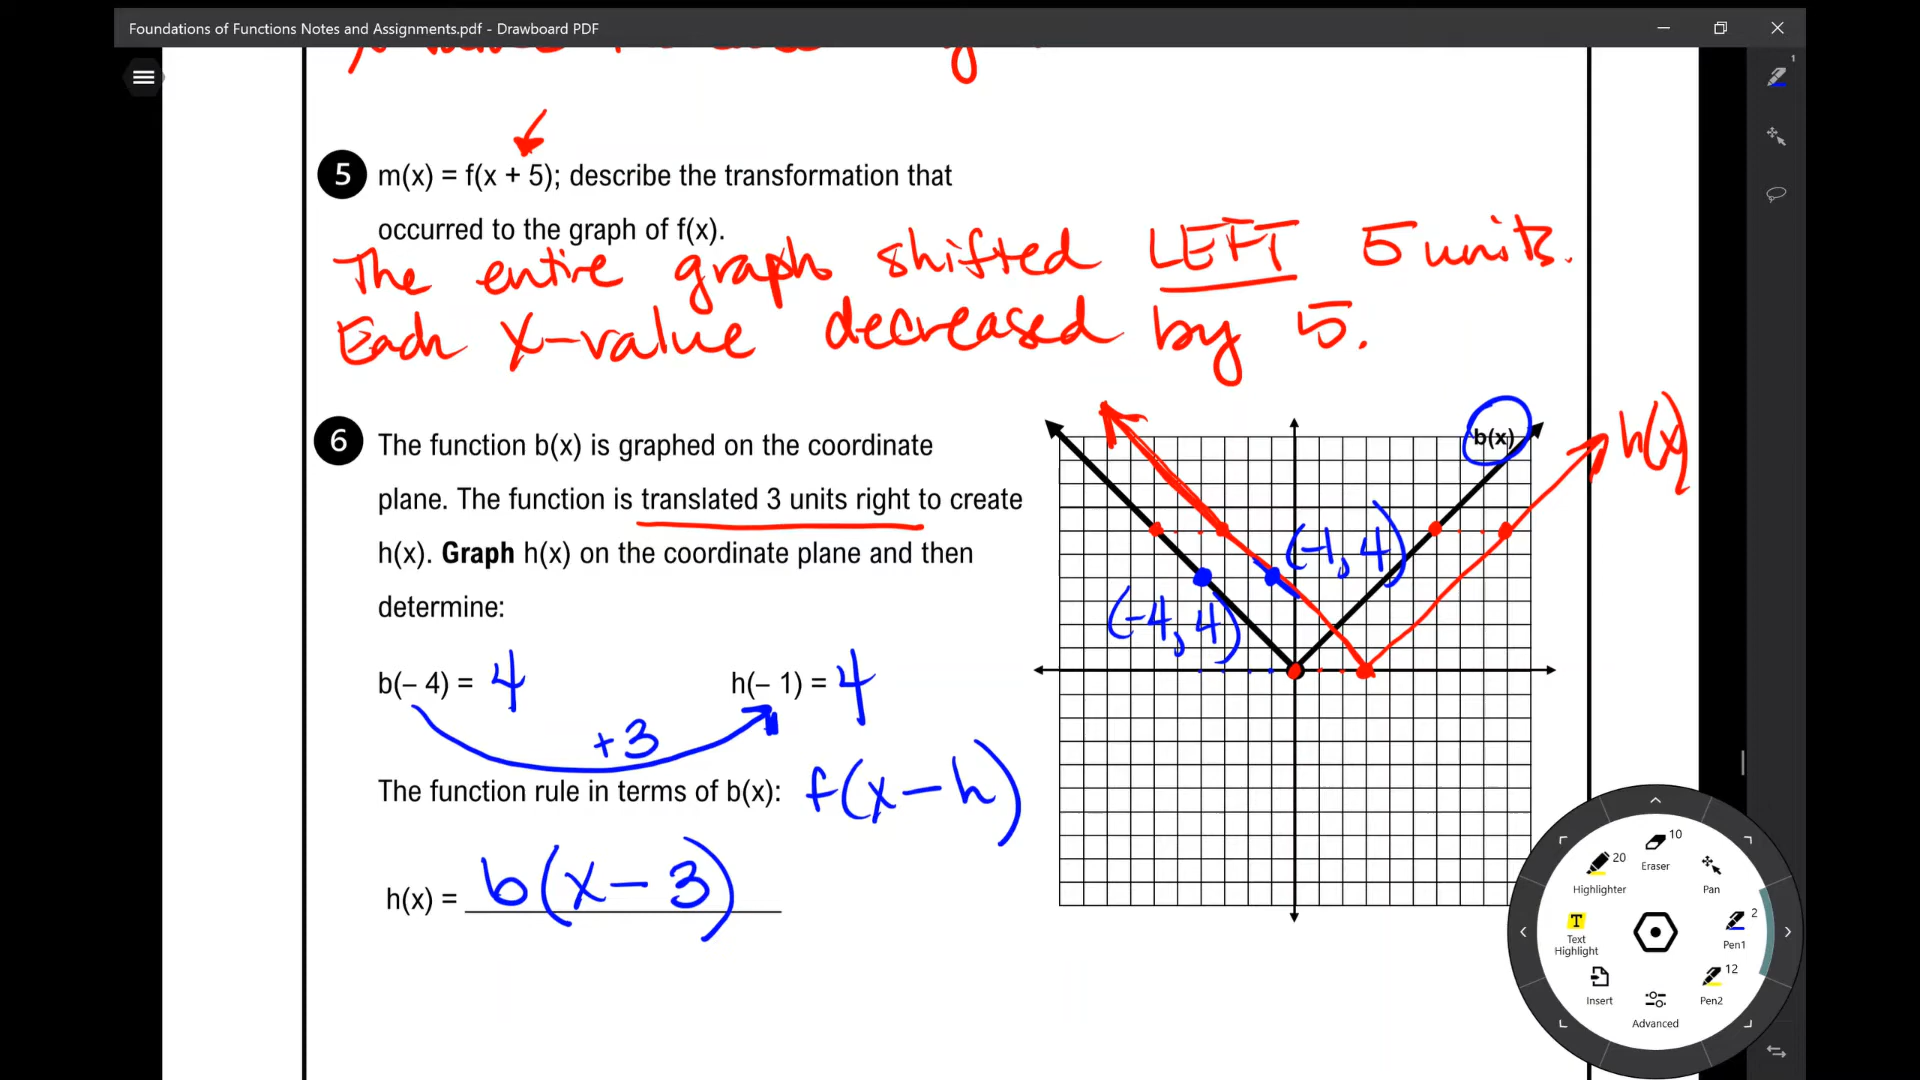 Foundations of Functions Notes and Assignments.pdf - Drawboard PDF
1
5 m(x) = f(x + 5); describe the transformation that
occurred to the graph of f(x).
The entire graph shifted LEFT 5 units.
Each x-value decreased by 5.
6 The function b(x) is graphed on the coordinate
plane. The function is translated 3 units right to create
h(x). Graph h(x) on the coordinate plane and then
determine:
b(x)
h(x)
(-1, 4)
(-4, 4)
b(– 4) = 4 h(– 1) = 4
+3
The function rule in terms of b(x): f(x-h)
h(x) = b(x-3)
10
Eraser
20
Highlighter
Pan
T
Text
Highlight
2
Pen1
Insert
12
Pen2
Advanced